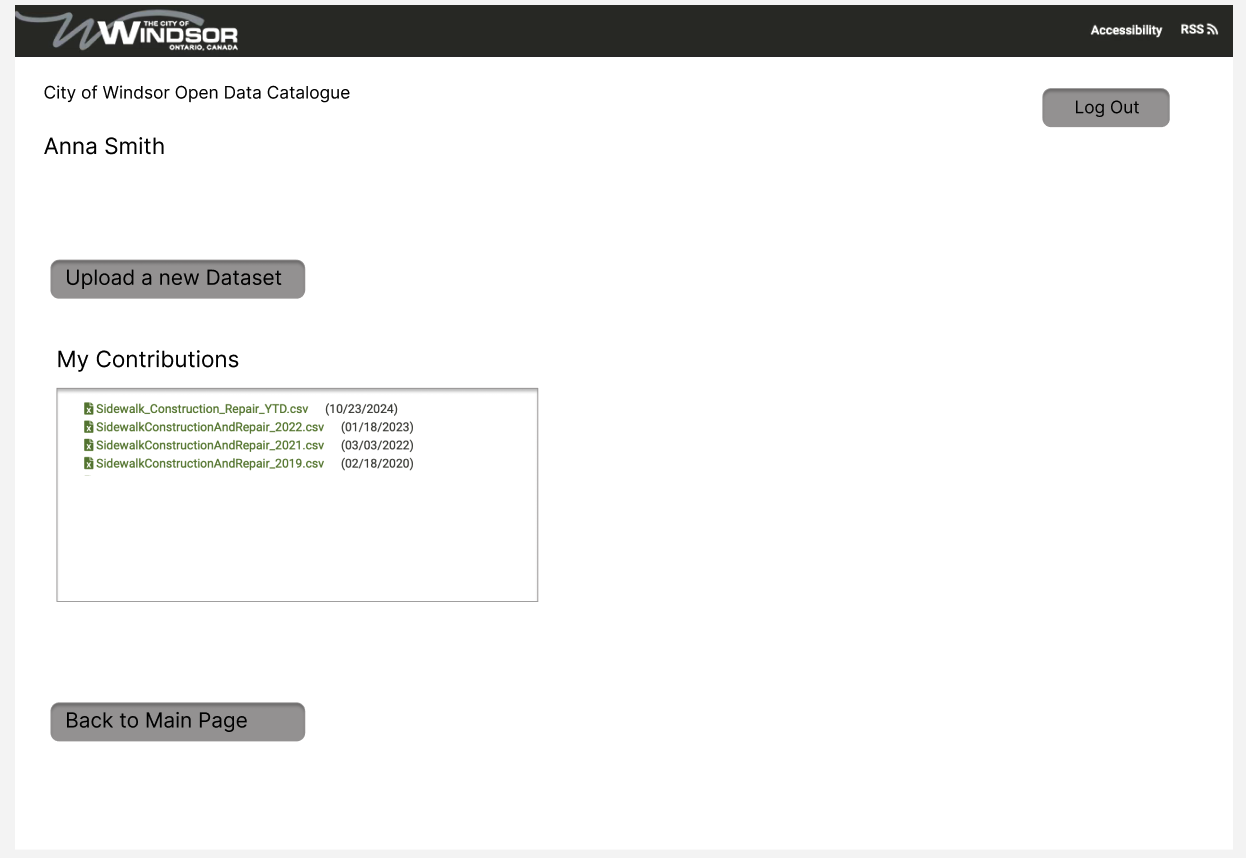 THE CITY OF
WINDSOR
ONTARIO, CANADA
Accessibility RSS
City of Windsor Open Data Catalogue
Log Out
Anna Smith
Upload a new Dataset
My Contributions
Sidewalk_Construction_Repair_YTD.csv (10/23/2024)
SidewalkConstructionAndRepair_2022.csv (01/18/2023)
SidewalkConstructionAndRepair_2021.csv (03/03/2022)
SidewalkConstructionAndRepair_2019.csv (02/18/2020)
Back to Main Page